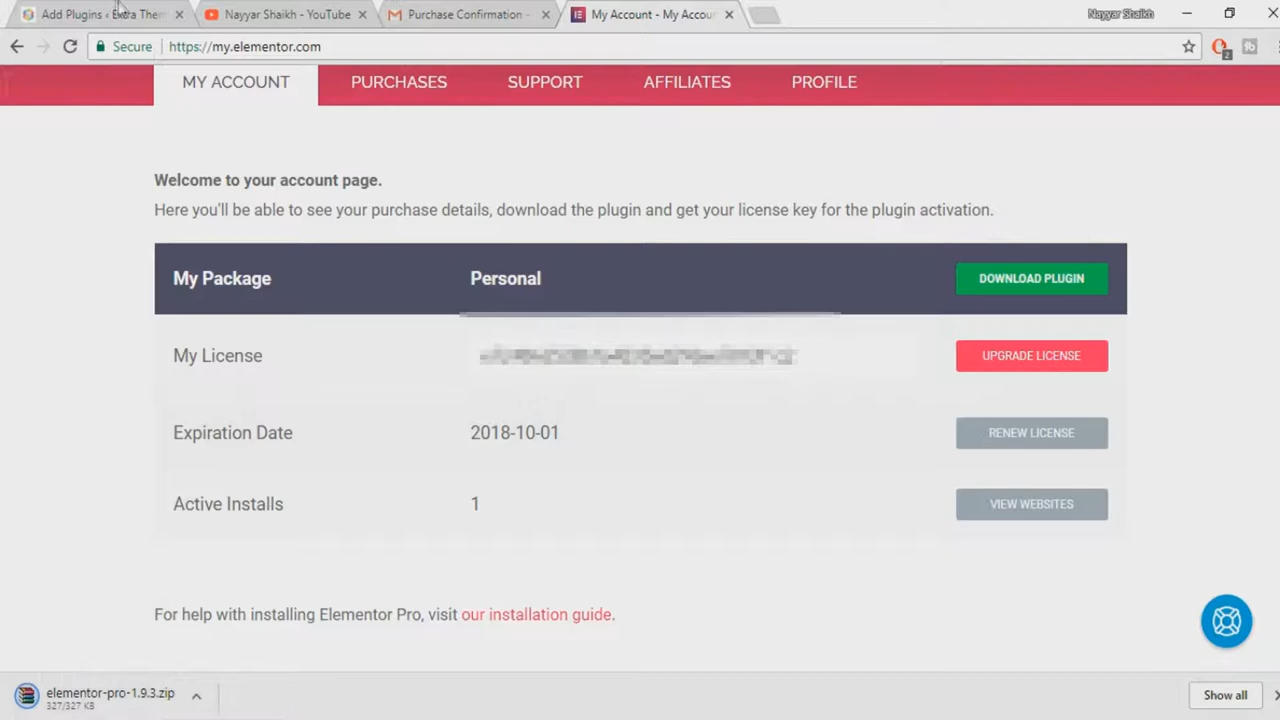 Add Plugins ‹ Extra Them
Nayyar Shaikh - YouTube
Purchase Confirmation -
My Account - My Accou
Nayyar Shaikh
Secure
https://my.elementor.com
2
MY ACCOUNT
PURCHASES
SUPPORT
AFFILIATES
PROFILE
Welcome to your account page.
Here you'll be able to see your purchase details, download the plugin and get your license key for the plugin activation.
My Package
Personal
DOWNLOAD PLUGIN
My License
UPGRADE LICENSE
Expiration Date
2018-10-01
RENEW LICENSE
Active Installs
1
VIEW WEBSITES
For help with installing Elementor Pro, visit our installation guide.
elementor-pro-1.9.3.zip
327/327 KB
Show all